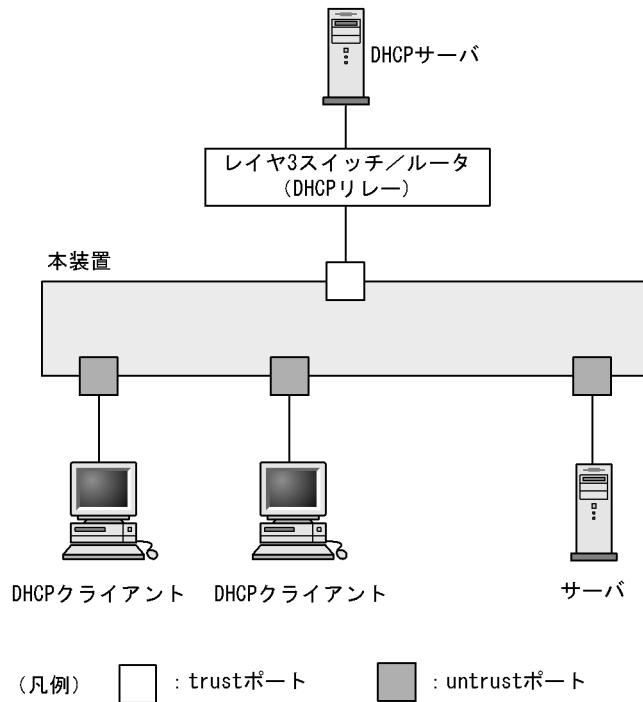 DHCPサーバ
レイヤ3スイッチ／ルータ
(DHCPリレー)
本装置
DHCPクライアント
DHCPクライアント
サーバ
(凡例)
: trustポート
: untrustポート